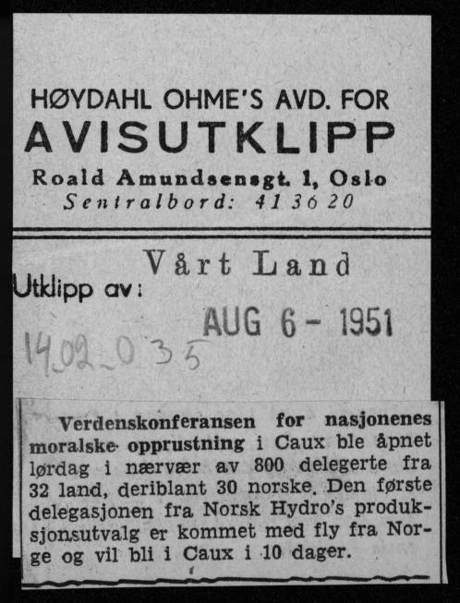 HØYDAHL OHME'S AVD. FOR
AVISUTKLIPP
Roald Amundsensgt. 1, Oslo
Sentralbord: 41 36 20
Vårt Land
Utklipp av:
AUG 6 - 1951
14.02-035
Verdenskonferansen for nasjonenes
moralske opprustning i Caux ble åpnet
lørdag i nærvær av 800 delegerte fra
32 land, deriblant 30 norske. Den første
delegasjonen fra Norsk Hydro's produk-
sjonsutvalg er kommet med fly fra Nor-
ge og vil bli i Caux i 10 dager.